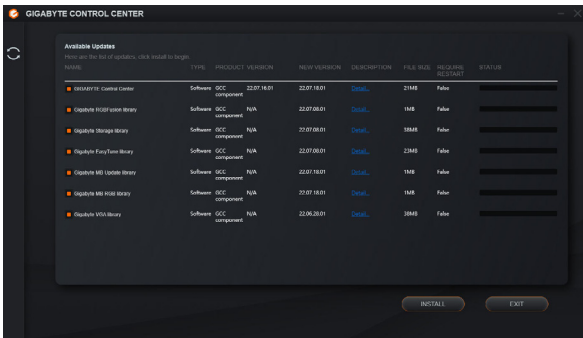 GIGABYTE CONTROL CENTER
Available Updates
Here are the list of updates, click install to begin.
NAME TYPE PRODUCT VERSION NEW VERSION DESCRIPTION FILE SIZE REQUIRE RESTART STATUS
GIGABYTE Control Center Software GCC component 22.07.16.01 22.07.18.01 Detail... 21MB False
Gigabyte RGBFusion library Software GCC component N/A 22.07.08.01 Detail... 1MB False
Gigabyte Storage library Software GCC component N/A 22.07.08.01 Detail... 38MB False
Gigabyte EasyTune library Software GCC component N/A 22.07.08.01 Detail... 23MB False
Gigabyte MB Update library Software GCC component N/A 22.07.18.01 Detail... 1MB False
Gigabyte MB RGB library Software GCC component N/A 22.07.18.01 Detail... 1MB False
Gigabyte VGA library Software GCC component N/A 22.06.28.01 Detail... 38MB False
INSTALL EXIT